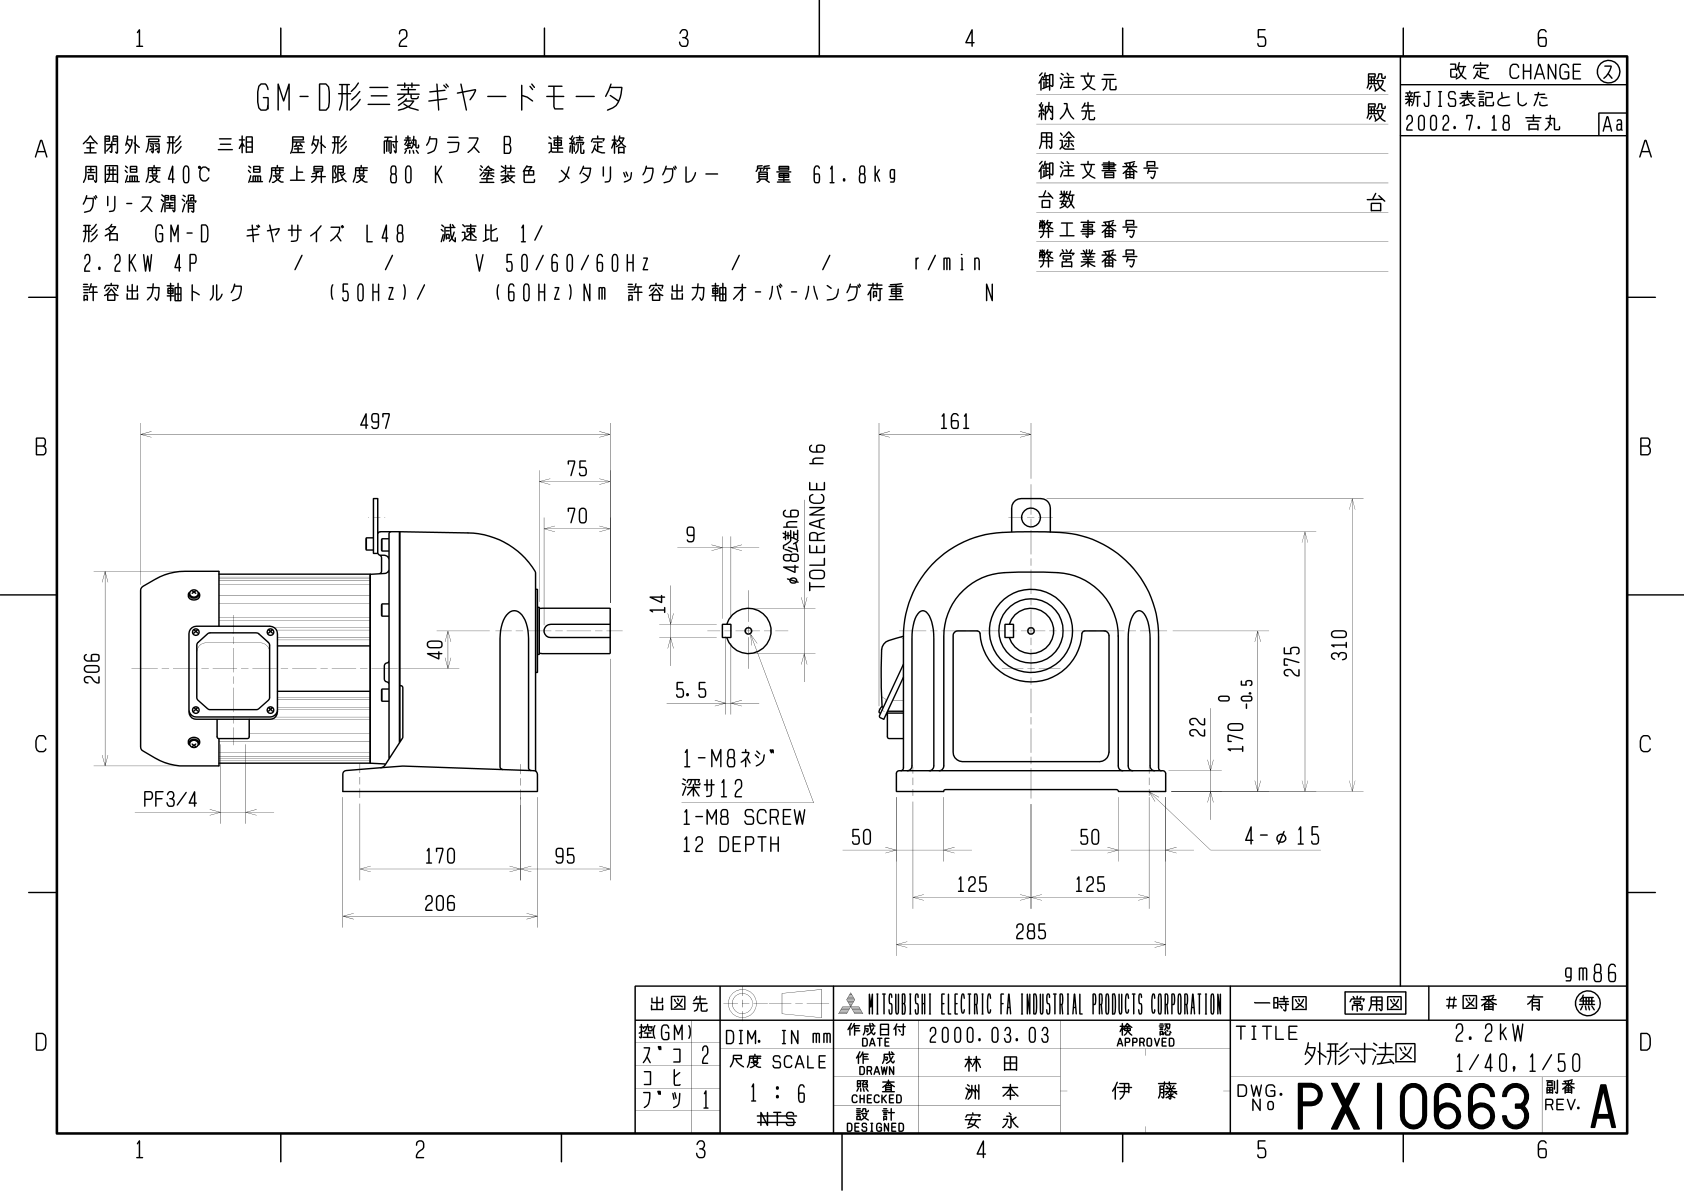 1 2 3 4 5 6
A
B
C
D
A
B
C
D
GM-D形三菱ギヤードモータ
全閉外扇形 三相 屋外形 耐熱クラス B 連続定格
周囲温度40℃ 温度上昇限度 80 K 塗装色 メタリックグレー 質量 61.8kg
グリース潤滑
形名 GM-D ギヤサイズ L48 減速比 1/
2.2KW 4P / / V 50/60/60Hz / / r/min
許容出力軸トルク (50Hz)/ (60Hz)Nm 許容出力軸オーバーハング荷重 N
御注文元 殿
納入先 殿
用途
御注文書番号
台数 台
弊工事番号
弊営業番号
改定 CHANGE ス
新JIS表記とした
2002.7.18 吉丸 Aa
497
75
70
206
40
PF3/4
170
95
206
9
14
5.5
φ48公差h6
TOLERANCE h6
1-M8ネジ
深サ12
1-M8 SCREW
12 DEPTH
161
310
275
0
170 -0.5
22
50
50
4-φ15
125
125
285
gm86
出図先
控(GM)
ズコ 2
コヒ
ブツ 1
DIM. IN mm
尺度 SCALE
1 : 6
NTS
MITSUBISHI ELECTRIC FA INDUSTRIAL PRODUCTS CORPORATION
作成日付
DATE
2000.03.03
検 認
APPROVED
作 成
DRAWN
林 田
照 査
CHECKED
洲 本
伊 藤
設 計
DESIGNED
安 永
一時図 常用図 #図番 有 無
TITLE
外形寸法図
2.2kW
1/40,1/50
DWG.
No
PX10663
副番
REV.
A
1 2 3 4 5 6